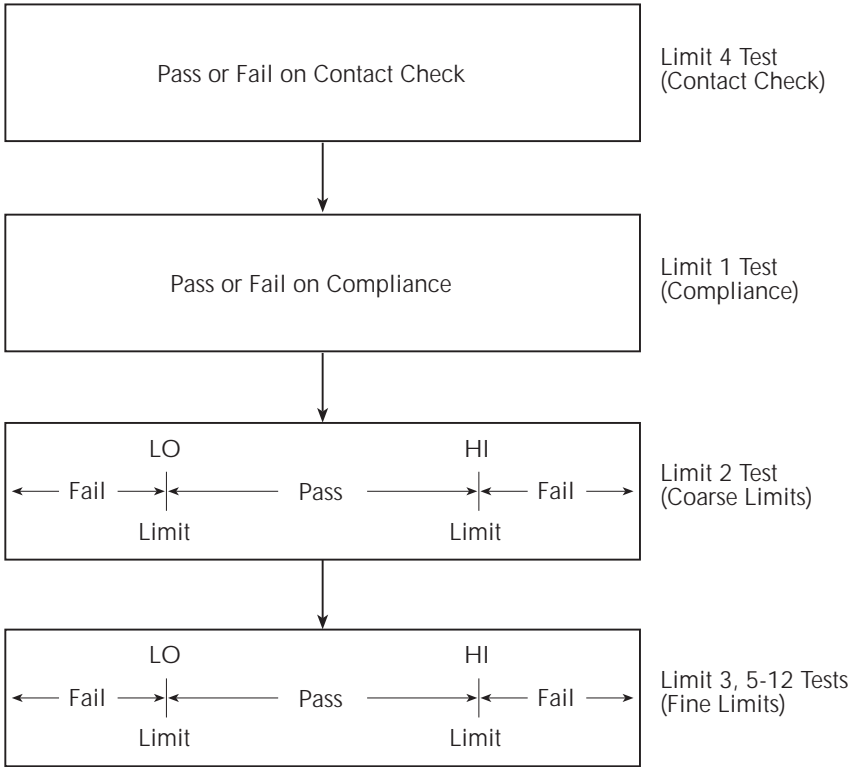 Pass or Fail on Contact Check
Limit 4 Test
(Contact Check)
Pass or Fail on Compliance
Limit 1 Test
(Compliance)
LO HI
Fail Pass Fail
Limit Limit
Limit 2 Test
(Coarse Limits)
LO HI
Fail Pass Fail
Limit Limit
Limit 3, 5-12 Tests
(Fine Limits)